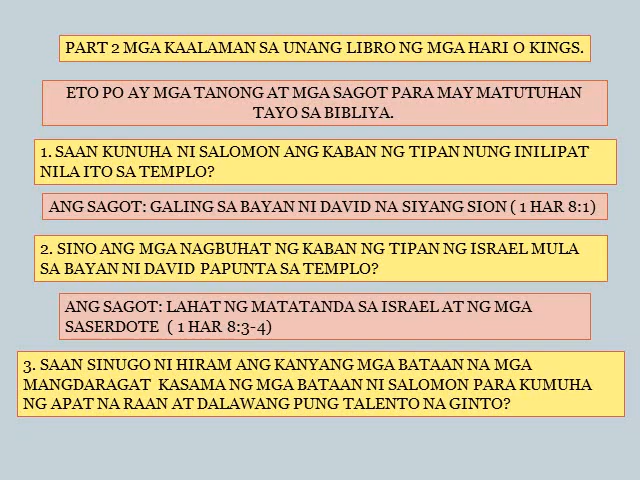 PART 2 MGA KAALAMAN SA UNANG LIBRO NG MGA HARI O KINGS.
ETO PO AY MGA TANONG AT MGA SAGOT PARA MAY MATUTUHAN
TAYO SA BIBLIYA.
1. SAAN KUNUHA NI SALOMON ANG KABAN NG TIPAN NUNG INILIPAT
NILA ITO SA TEMPLO?
ANG SAGOT: GALING SA BAYAN NI DAVID NA SIYANG SION ( 1 HAR 8:1)
2. SINO ANG MGA NAGBUHAT NG KABAN NG TIPAN NG ISRAEL MULA
SA BAYAN NI DAVID PAPUNTA SA TEMPLO?
ANG SAGOT: LAHAT NG MATATANDA SA ISRAEL AT NG MGA
SASERDOTE ( 1 HAR 8:3-4)
3. SAAN SINUGO NI HIRAM ANG KANYANG MGA BATAAN NA MGA
MANGDARAGAT KASAMA NG MGA BATAAN NI SALOMON PARA KUMUHA
NG APAT NA RAAN AT DALAWANG PUNG TALENTO NA GINTO?